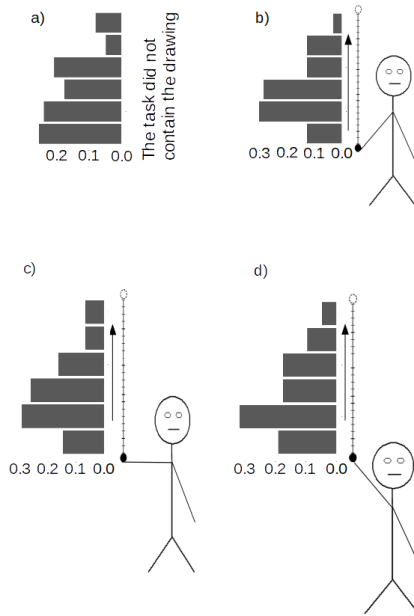 a)
The task did not
contain the drawing
0.2 0.1 0.0
b)
0.3 0.2 0.1 0.0
c)
0.3 0.2 0.1 0.0
d)
0.3 0.2 0.1 0.0